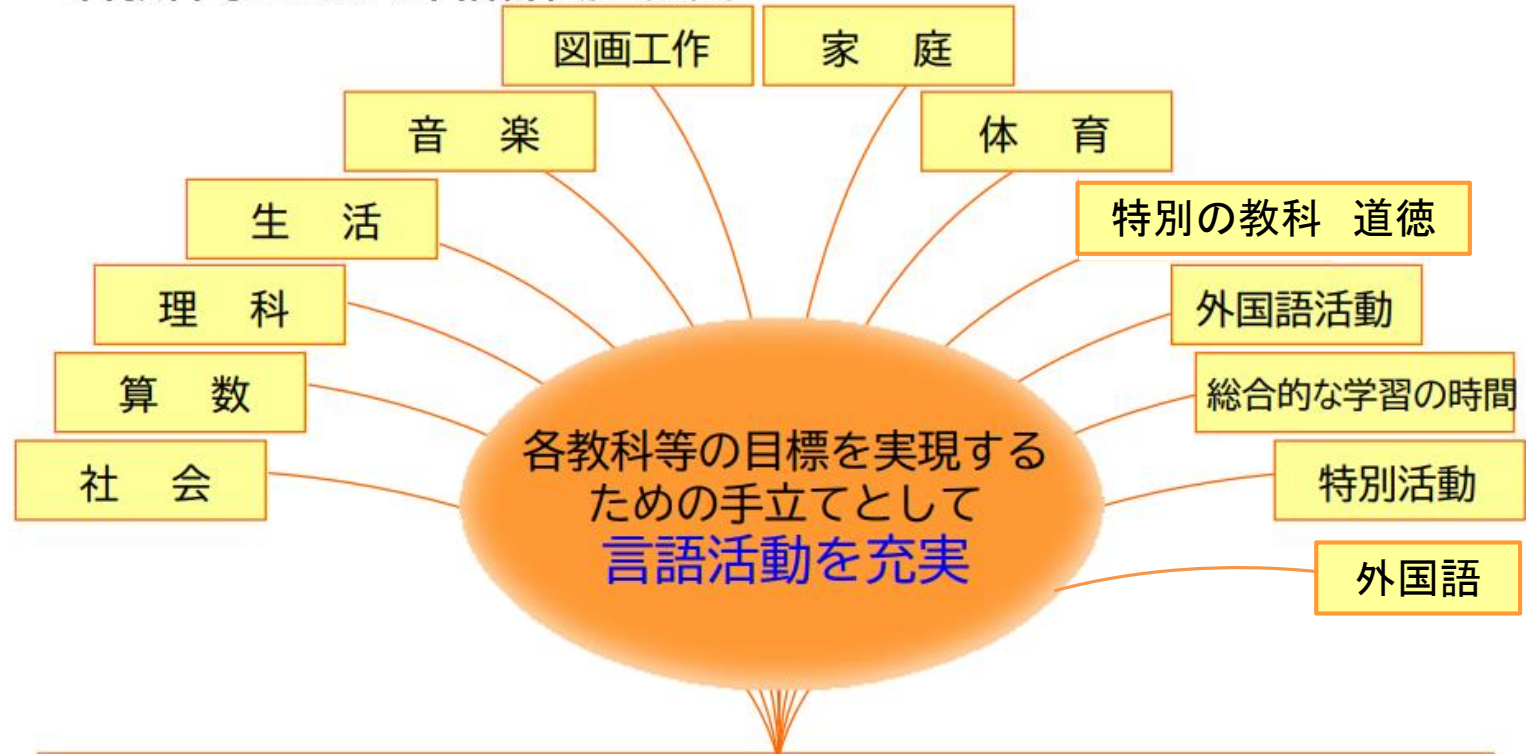 図画工作
家 庭
音 楽
体 育
生 活
特別の教科 道徳
理 科
外国語活動
算 数
総合的な学習の時間
社 会
特別活動
各教科等の目標を実現する
ための手立てとして
言語活動を充実
外国語